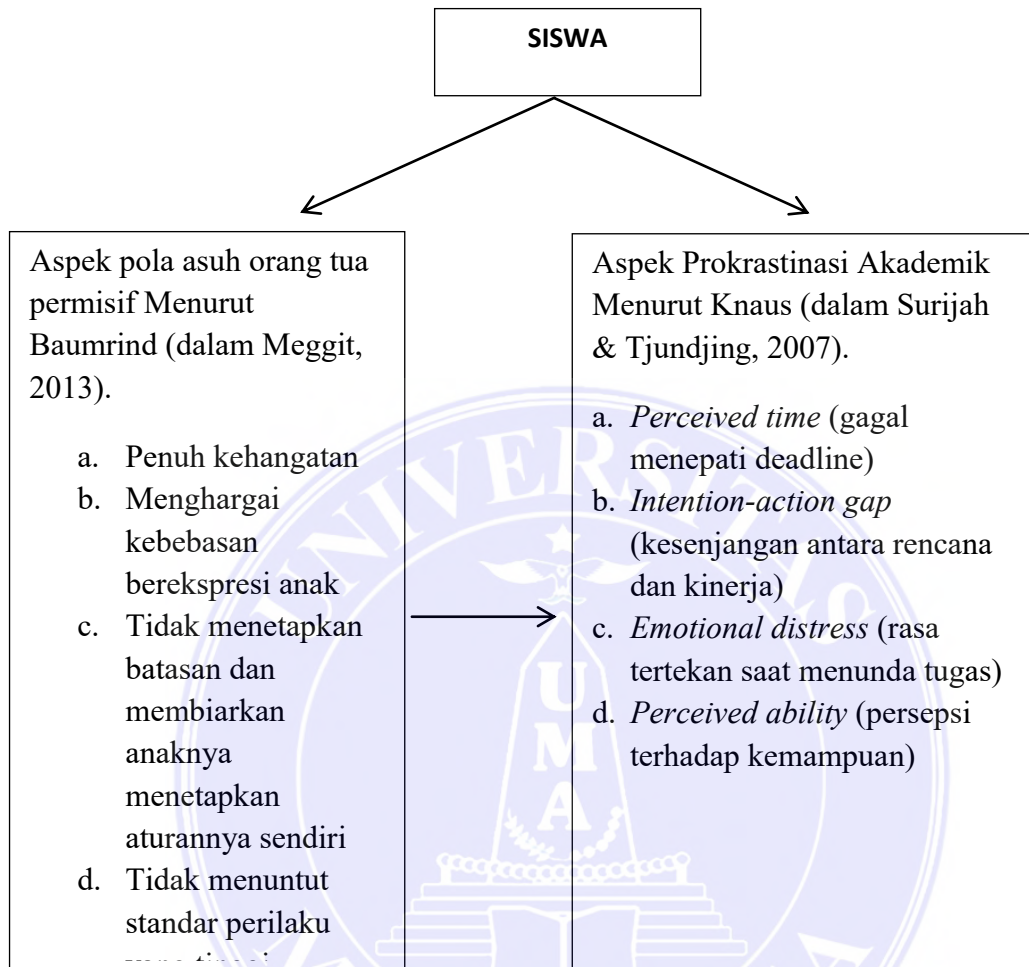 SISWA
Aspek pola asuh orang tua
permisif Menurut
Baumrind (dalam Meggit,
2013).
a. Penuh kehangatan
b. Menghargai
kebebasan
berekspresi anak
c. Tidak menetapkan
batasan dan
membiarkan
anaknya
menetapkan
aturannya sendiri
d. Tidak menuntut
standar perilaku
Aspek Prokrastinasi Akademik
Menurut Knaus (dalam Surijah
& Tjundjing, 2007).
a. Perceived time (gagal
menepati deadline)
b. Intention-action gap
(kesenjangan antara rencana
dan kinerja)
c. Emotional distress (rasa
tertekan saat menunda tugas)
d. Perceived ability (persepsi
terhadap kemampuan)
UNIVERSITAS
UMA